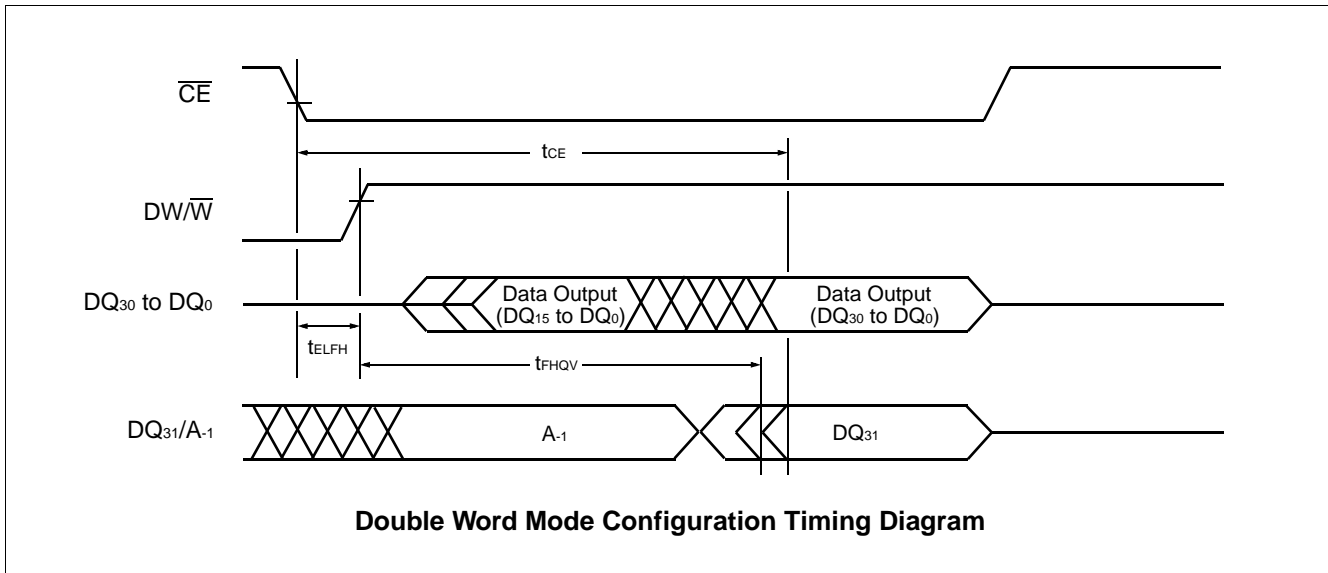 CE
tCE
DW/W
DQ30 to DQ0
Data Output
(DQ15 to DQ0)
Data Output
(DQ30 to DQ0)
tELFH
tFHQV
DQ31/A-1
A-1
DQ31
Double Word Mode Configuration Timing Diagram